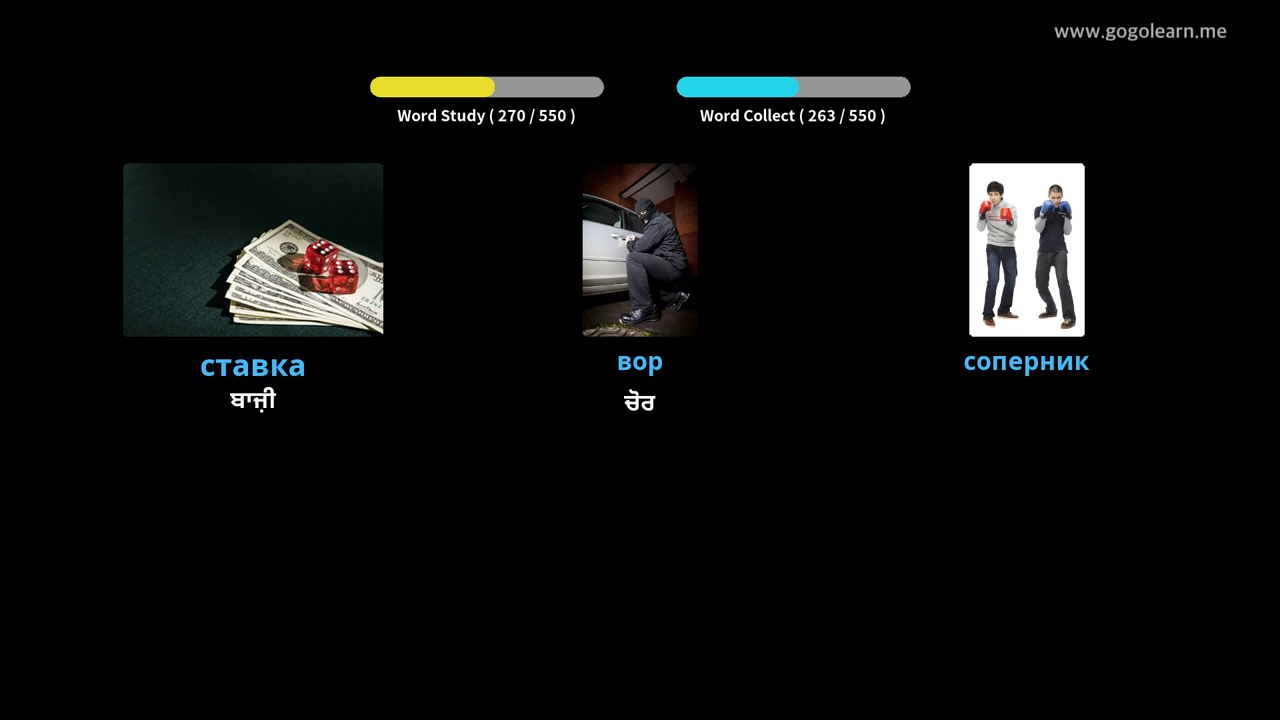 www.gogolearn.me
Word Study ( 270 / 550 )
Word Collect ( 263 / 550 )
ставка
вор
соперник
ਬਾਜ਼ੀ
ਚੋਰ